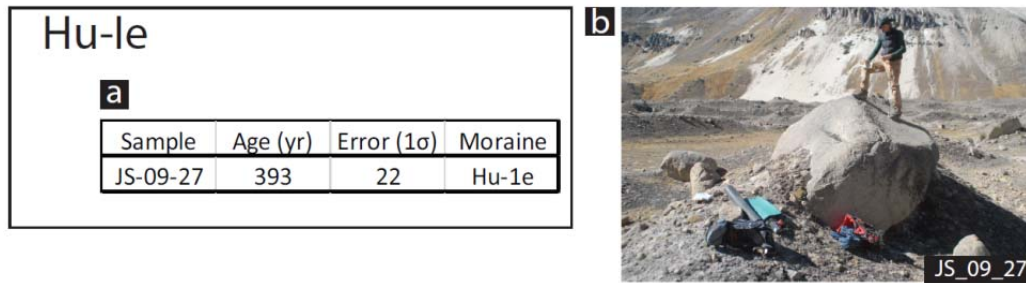 Hu-le
a
Sample Age (yr) Error (1σ) Moraine
JS-09-27 393 22 Hu-1e
b
JS_09_27